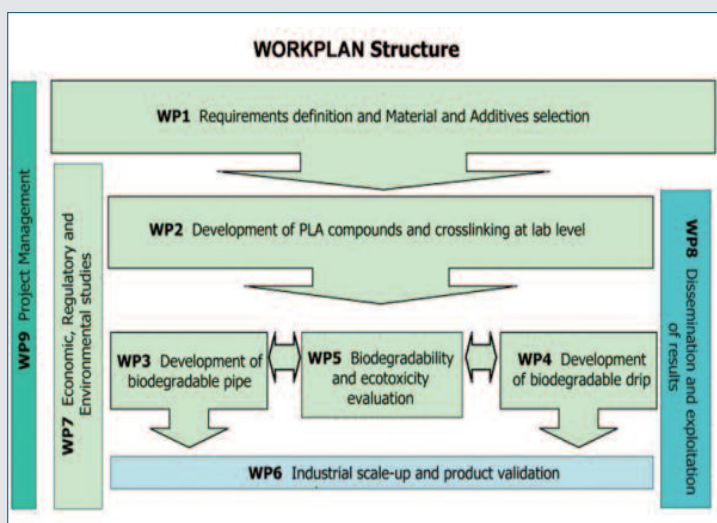 WORKPLAN Structure
WP1 Requirements definition and Material and Additives selection
WP9 Project Management
WP7 Economic, Regulatory and
Environmental studies
WP2 Development of PLA compounds and crosslinking at lab level
WP8
Dissemination and exploitation
of results
WP3 Development of
biodegradable pipe
WP5 Biodegradability
and ecotoxicity
evaluation
WP4 Development
of biodegradable drip
WP6 Industrial scale-up and product validation